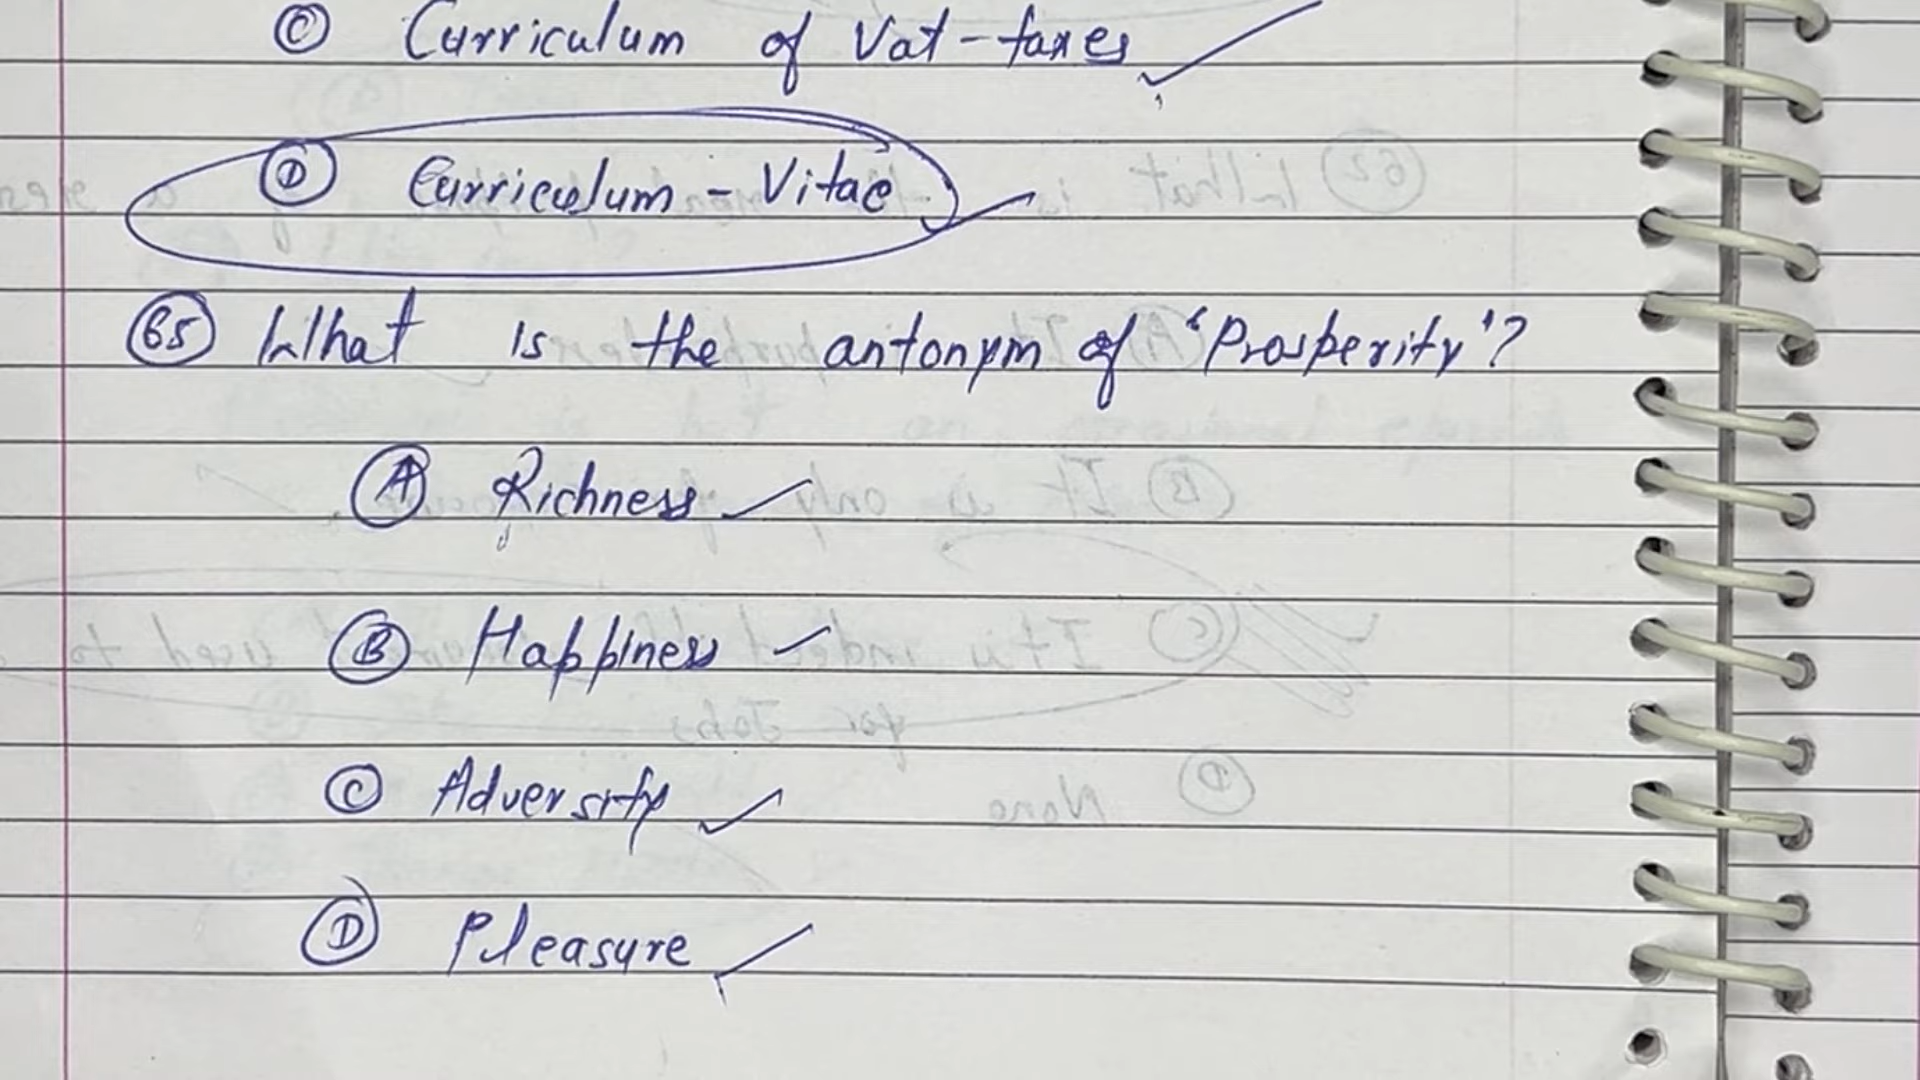 C Curriculum of Vat-taxes
D Curriculum - Vitae
65 What is the antonym of 'Prosperity'?
A Richness
B Happiness
C Adversity
D Pleasure